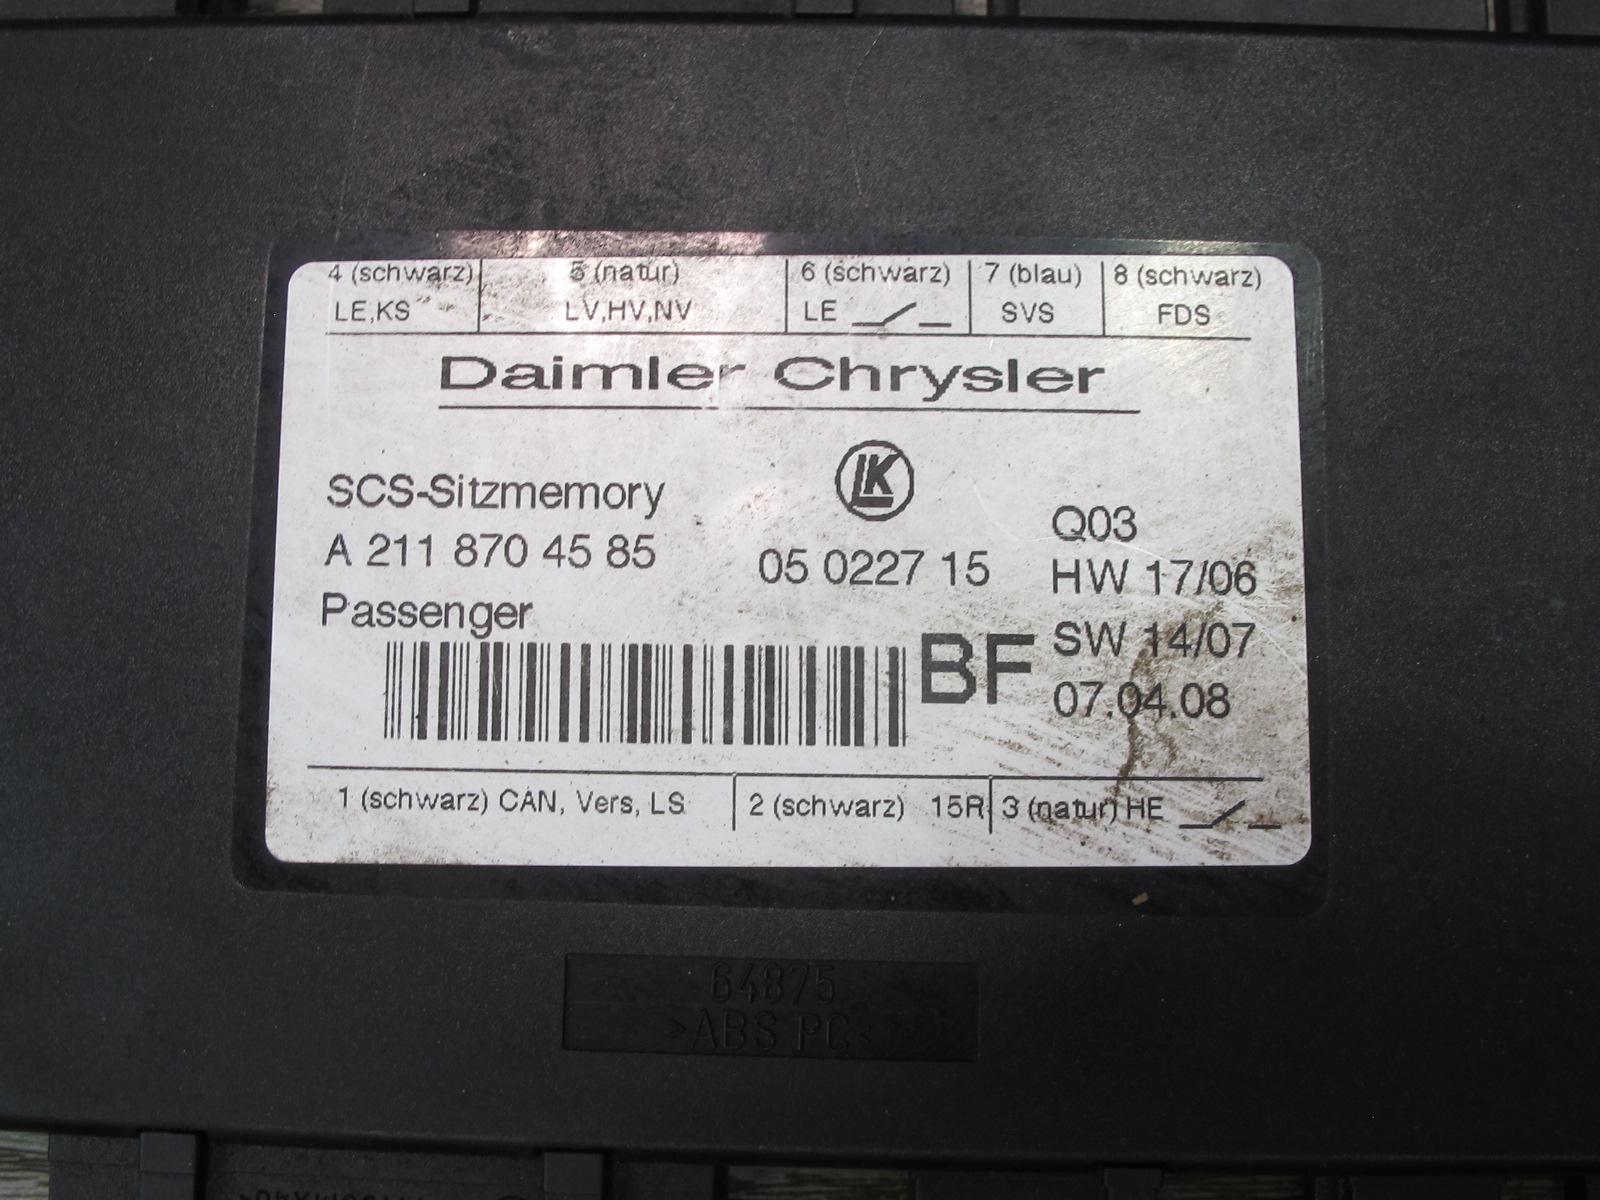 4 (schwarz) 5 (natur) 6 (schwarz) 7 (blau) 8 (schwarz)
LE,KS LV,HV,NV LE SVS FDS
Daimler Chrysler
LK
SCS-Sitzmemory
Q03
A 211 870 45 85 05 0227 15 HW 17/06
Passenger
BF SW 14/07
07.04.08
1 (schwarz) CAN, Vers, LS 2 (schwarz) 15R 3 (natur) HE
64875
>ABS PC<